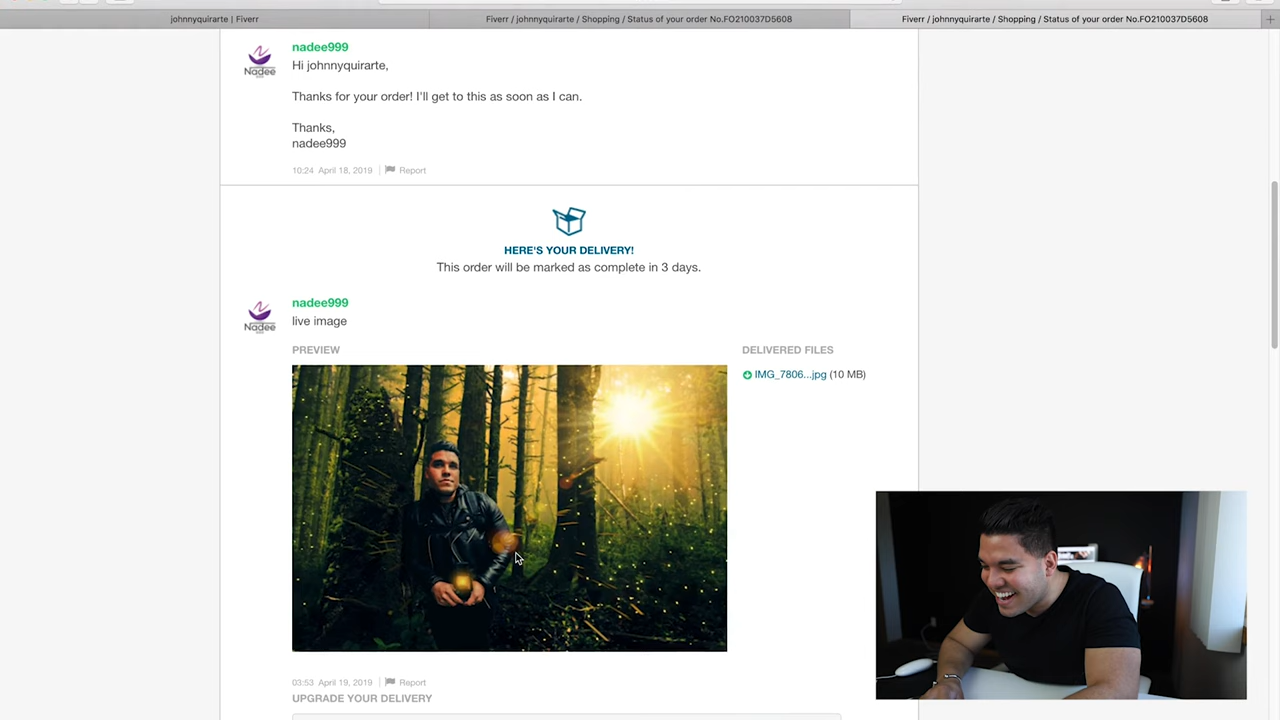 johnnyquirarte | Fiverr
Fiverr / johnnyquirarte / Shopping / Status of your order No.FO210037D5608
Fiverr / johnnyquirarte / Shopping / Status of your order No.FO210037D5608
nadee999
Nadee
Hi johnnyquirarte,
Thanks for your order! I'll get to this as soon as I can.
Thanks,
nadee999
10:24 April 18, 2019 | Report
HERE'S YOUR DELIVERY!
This order will be marked as complete in 3 days.
nadee999
Nadee
live image
PREVIEW
DELIVERED FILES
IMG_7806...jpg (10 MB)
03:53 April 19, 2019 | Report
UPGRADE YOUR DELIVERY